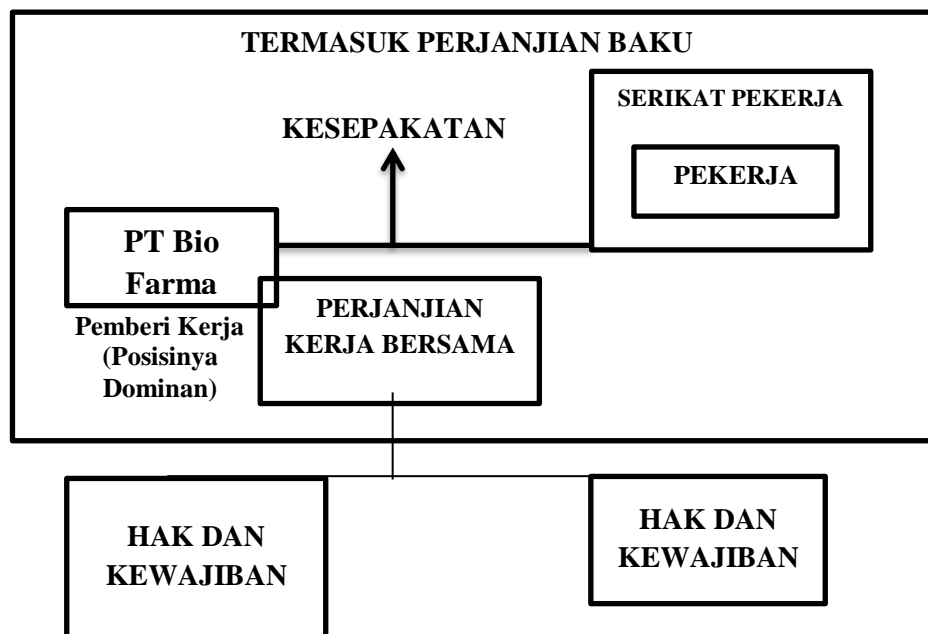 TERMASUK PERJANJIAN BAKU
SERIKAT PEKERJA
KESEPAKATAN
PEKERJA
PT Bio
Farma
Pemberi Kerja
(Posisinya
Dominan)
PERJANJIAN
KERJA BERSAMA
HAK DAN
KEWAJIBAN
HAK DAN
KEWAJIBAN